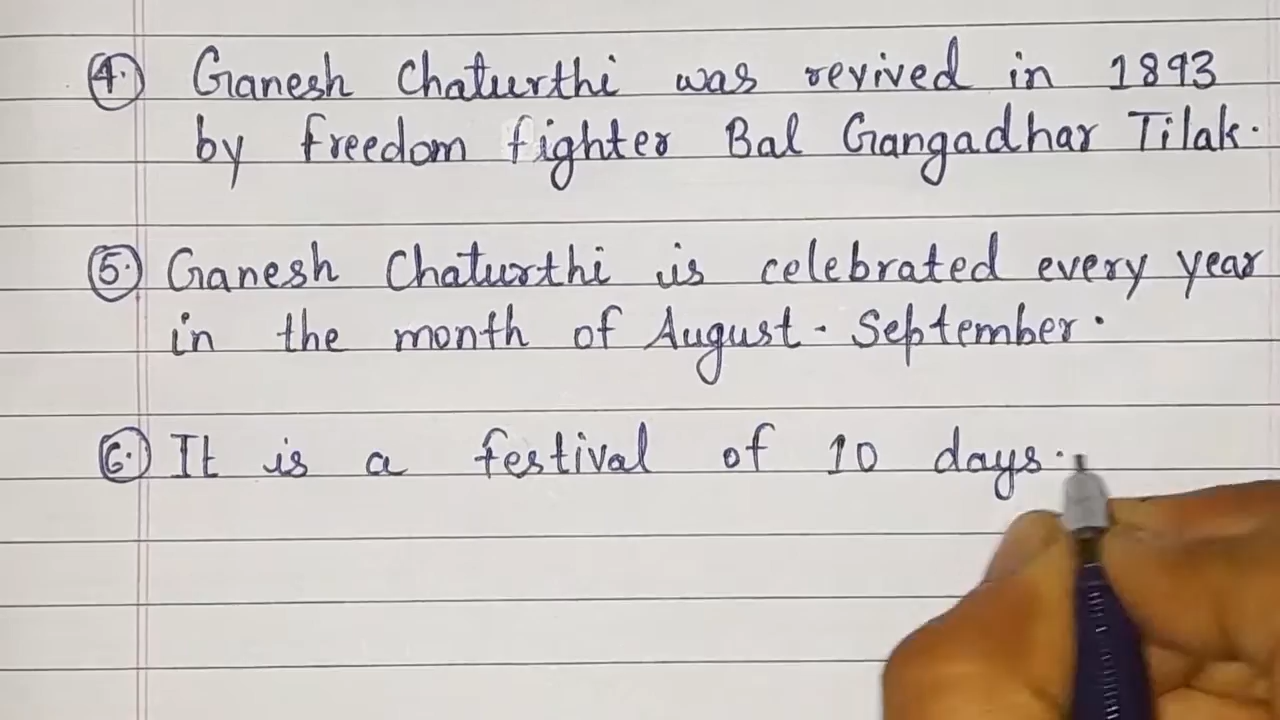 4. Ganesh Chaturthi was revived in 1893
by freedom fighter Bal Gangadhar Tilak.
5. Ganesh Chaturthi is celebrated every year
in the month of August - September.
6. It is a festival of 10 days.